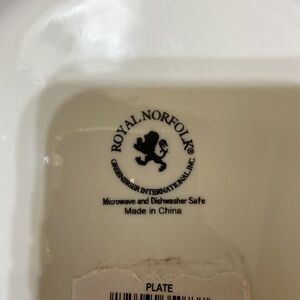 ROYAL NORFOLK®
GREENBRIER INTERNATIONAL, INC.
Microwave and Dishwasher Safe
Made in China
PLATE